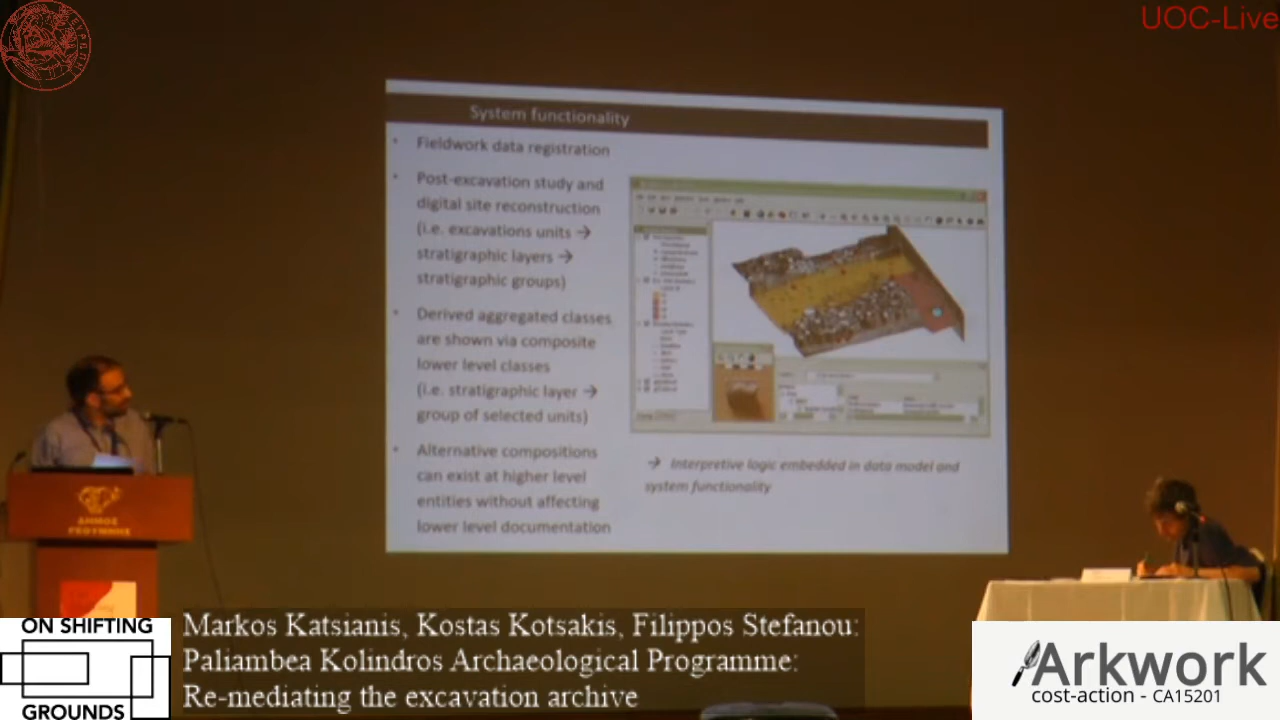 UOC-Live
System functionality
• Fieldwork data registration
• Post-excavation study and
digital site reconstruction
(i.e. excavations units →
stratigraphic layers →
stratigraphic groups)
• Derived aggregated classes
are shown via composite
lower level classes
(i.e. stratigraphic layer →
group of selected units)
• Alternative compositions
can exist at higher level
entities without affecting
lower level documentation
→ Interpretive logic embedded in data model and
system functionality
ΔΗΜΟΣ
ΡΕΘΥΜΝΗΣ
ON SHIFTING
GROUNDS
Markos Katsianis, Kostas Kotsakis, Filippos Stefanou:
Paliambea Kolindros Archaeological Programme:
Re-mediating the excavation archive
Arkwork
cost-action - CA15201